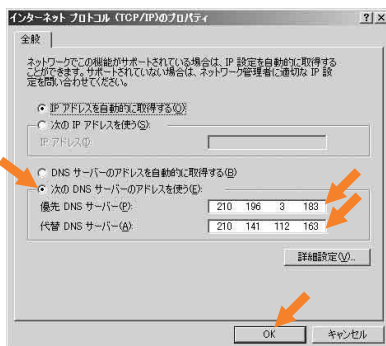 インターネット プロトコル (TCP/IP)のプロパティ
全般
ネットワークでこの機能がサポートされている場合は、IP 設定を自動的に取得する
ことができます。サポートされていない場合は、ネットワーク管理者に適切な IP 設
定を問い合わせてください。
IP アドレスを自動的に取得する(O)
次の IP アドレスを使う(S):
IP アドレス(I):
DNS サーバーのアドレスを自動的に取得する(B)
次の DNS サーバーのアドレスを使う(E):
優先 DNS サーバー(P): 210 196 3 183
代替 DNS サーバー(A): 210 141 112 163
詳細設定(V)...
OK キャンセル